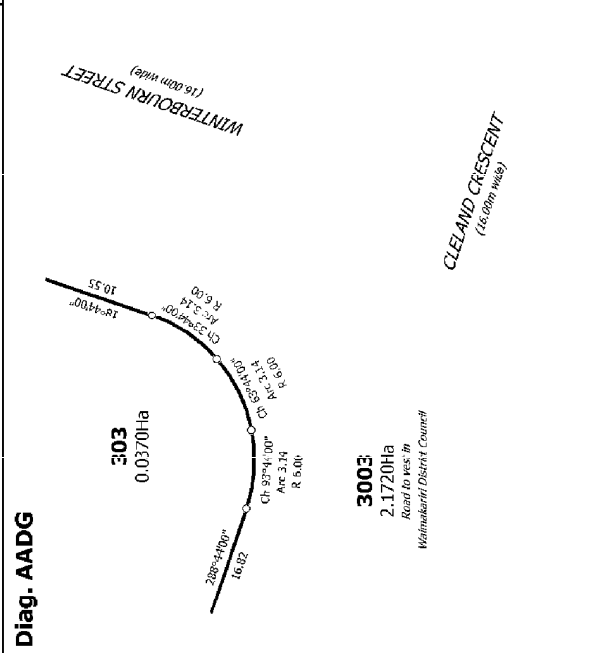 Diag. AADG
WINTERBOURN STREET
(16.00m wide)
CLELAND CRESCENT
(16.00m wide)
18°44'00"
10.55
Ch 33°44'00"
Arc 3.14
R 6.00
Ch 63°44'00"
Arc 3.14
R 6.00
Ch 93°44'00"
Arc 3.14
R 6.00
288°44'00"
16.82
303
0.0370Ha
3003
2.1720Ha
Road to vest in
Waimakariri District Council